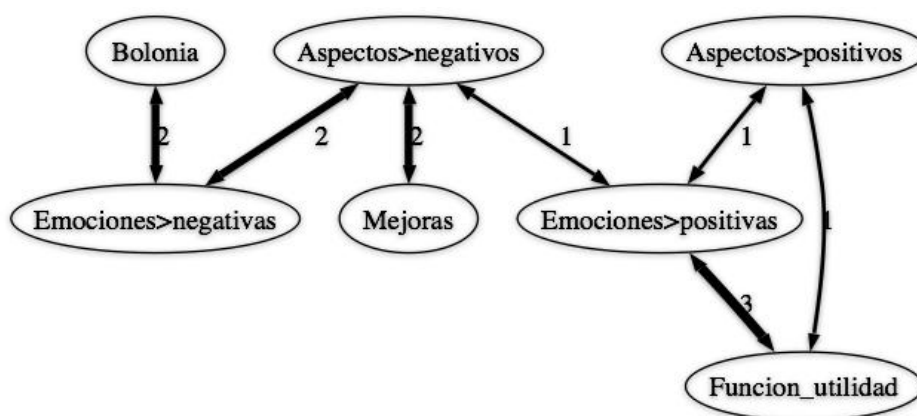 Bolonia
Aspectos>negativos
Aspectos>positivos
2
2
2
1
1
Emociones>negativas
Mejoras
Emociones>positivas
1
3
Funcion_utilidad